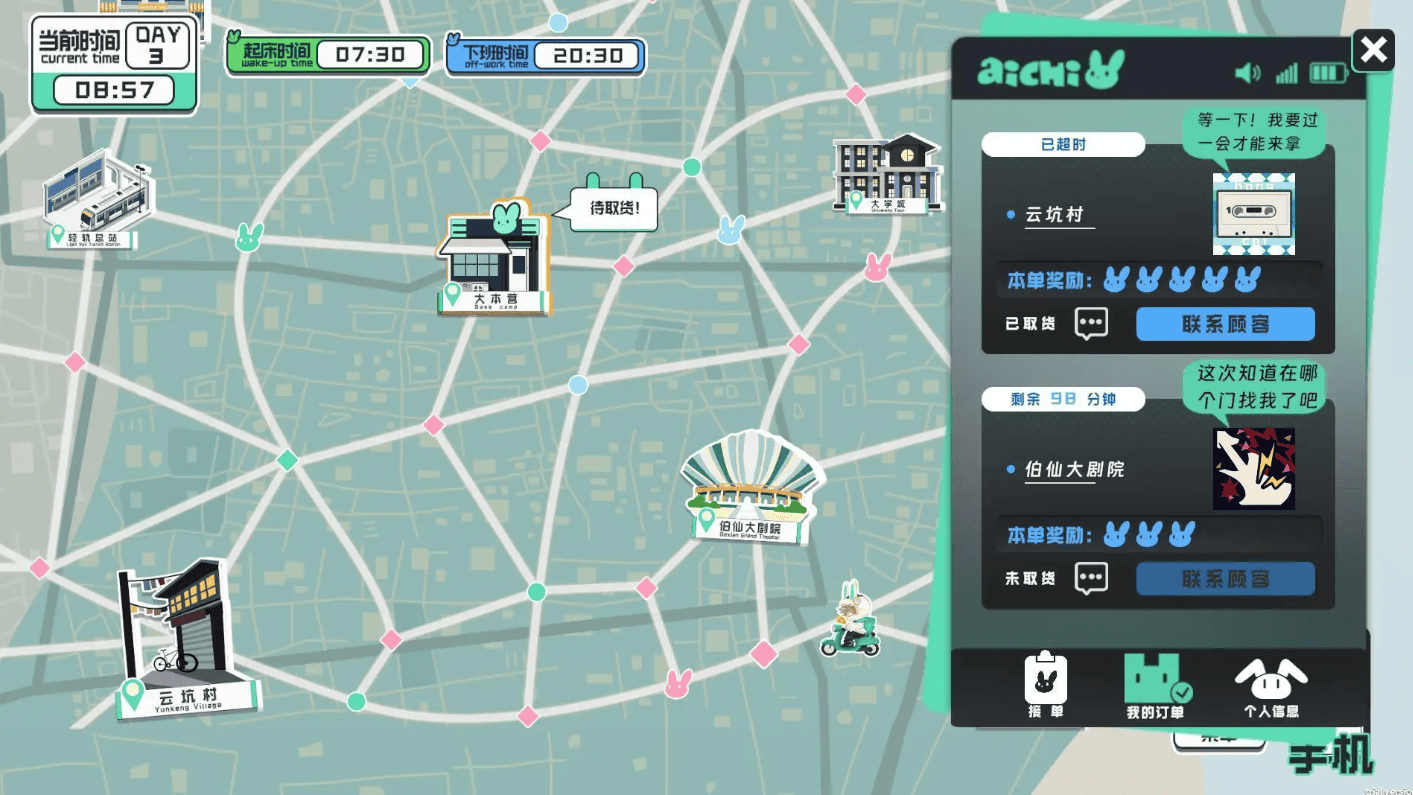 当前时间
current time
DAY
3
08:57
起床时间
wake-up time
07:30
下班时间
off-work time
20:30
轻轨总站
Light Rail Transit Station
待取货!
大本营
Base camp
大学城
University Town
伯仙大剧院
Boxian Grand Theater
云坑村
Yunkeng Village
aichi
等一下!我要过
一会才能来拿
已超时
云坑村
本单奖励:
已取货
联系顾客
这次知道在哪
个门找我了吧
剩余 98 分钟
伯仙大剧院
本单奖励:
未取货
联系顾客
接单
我的订单
个人信息
手机